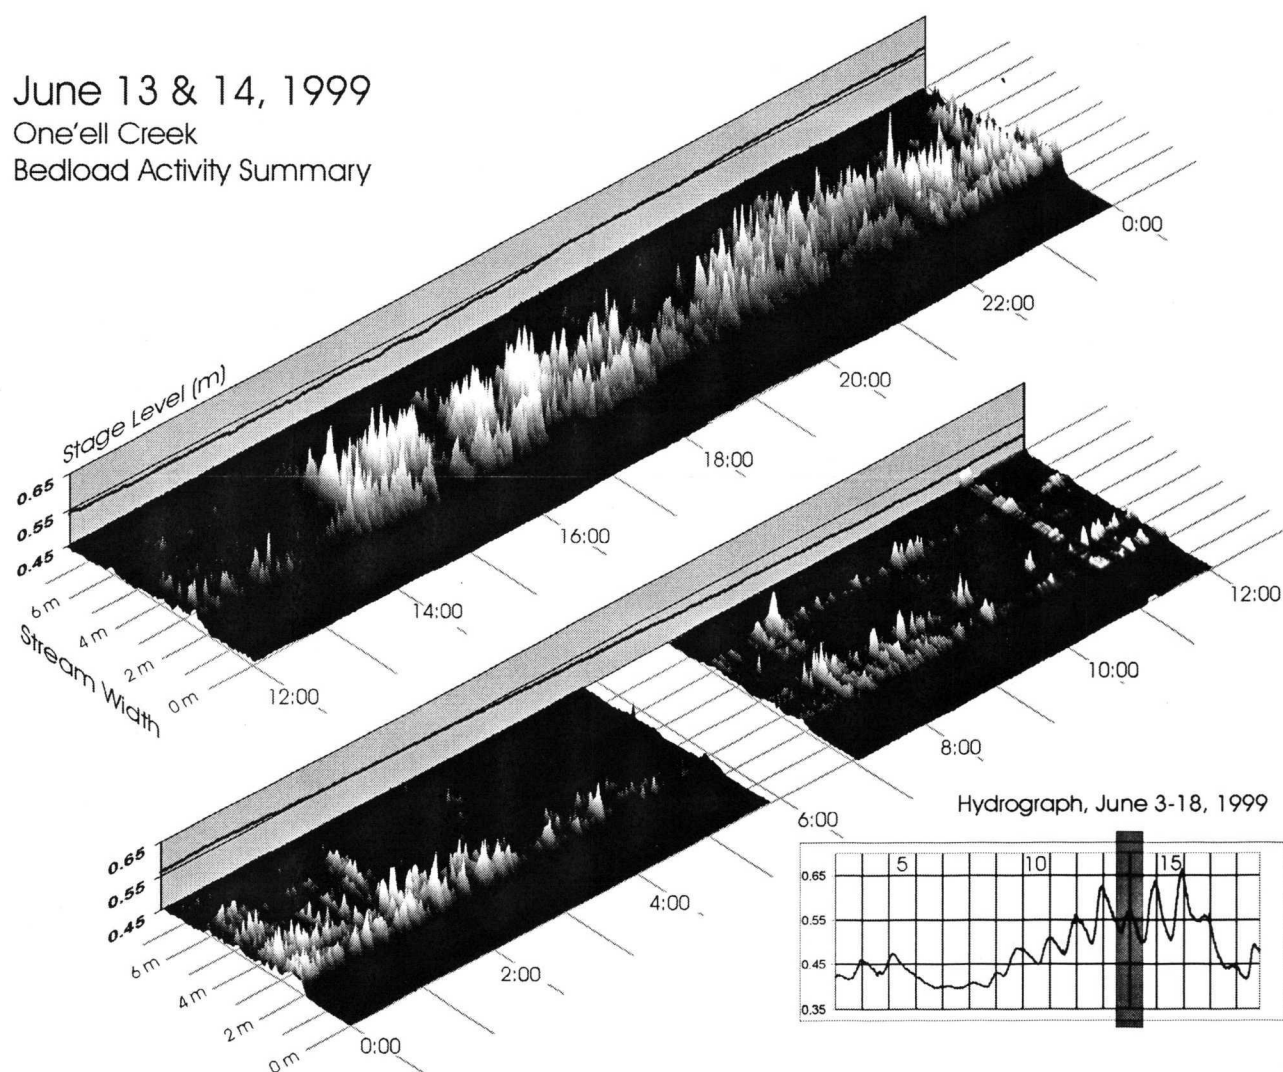 June 13 & 14, 1999
One'ell Creek
Bedload Activity Summary
Stage Level (m)
0.65
0.55
0.45
6 m
4 m
2 m
0 m
Stream Width
12:00
14:00
16:00
18:00
20:00
22:00
0:00
0.65
0.55
0.45
6 m
4 m
2 m
0 m
0:00
2:00
4:00
6:00
8:00
10:00
12:00
Hydrograph, June 3-18, 1999
5
10
15
0.65
0.55
0.45
0.35